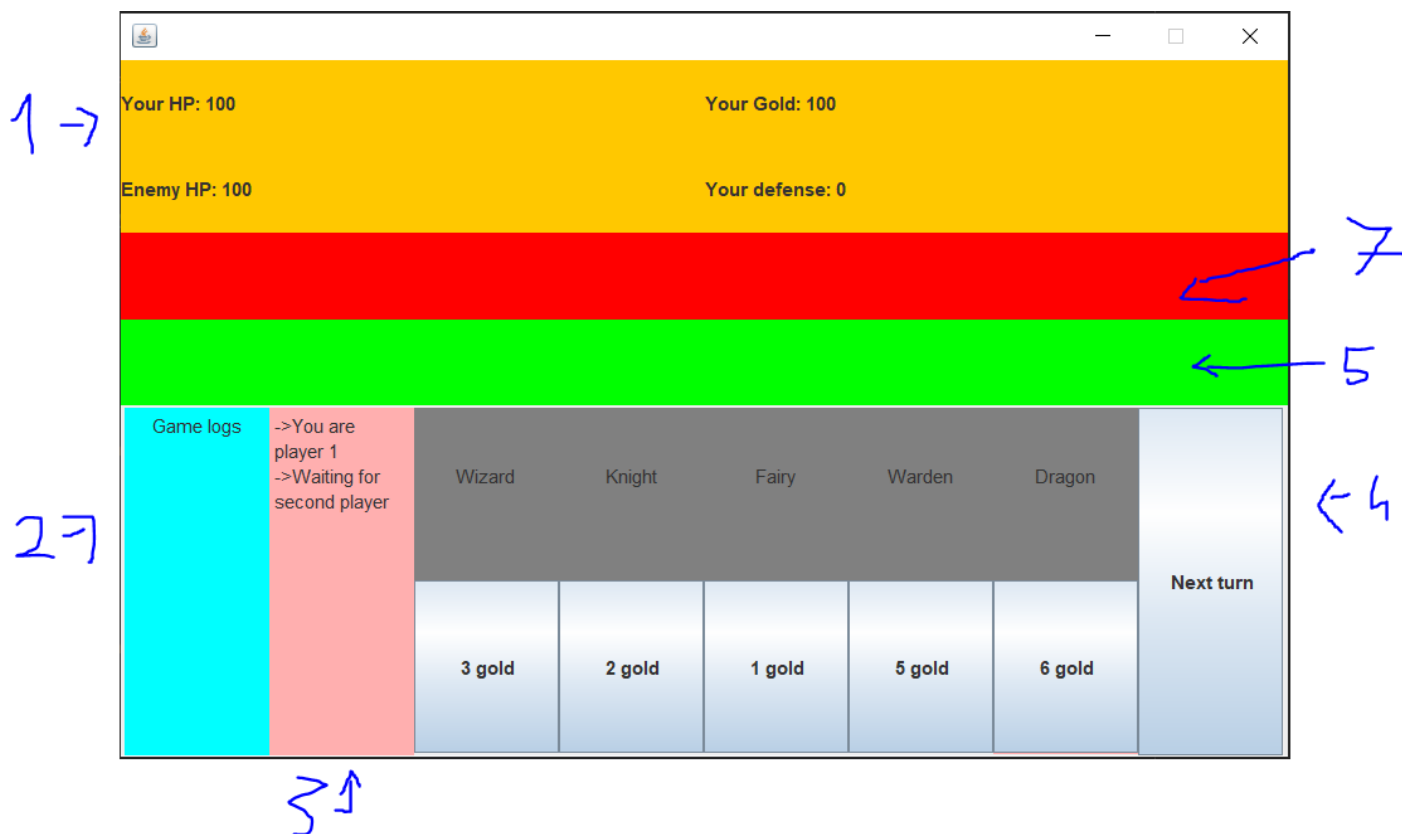 1 → Your HP: 100 Your Gold: 100
Enemy HP: 100 Your defense: 0
7
5
Game logs
->You are
player 1
->Waiting for
second player
Wizard Knight Fairy Warden Dragon
Next turn
4
2
3 gold 2 gold 1 gold 5 gold 6 gold
3